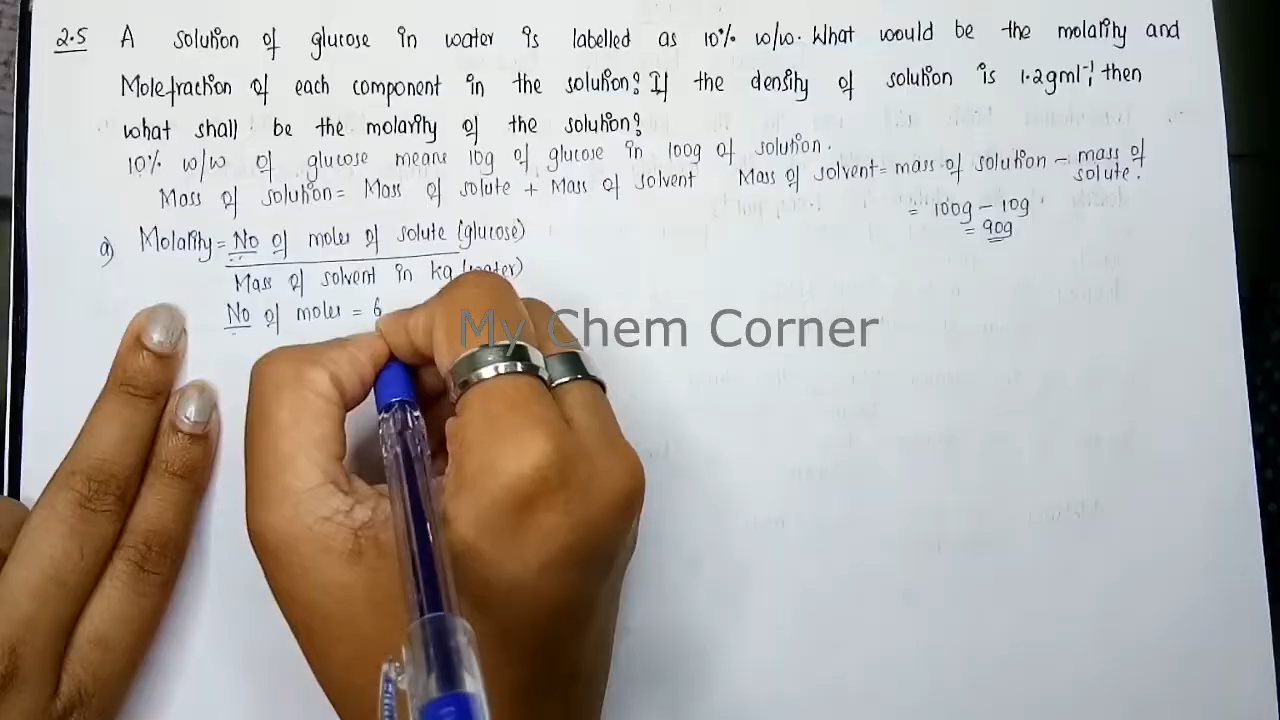 2.5 A solution of glucose in water is labelled as 10% w/w. What would be the molality and
Molefraction of each component in the solution? If the density of solution is 1.2gml⁻¹, then
what shall be the molarity of the solution?
10% w/w of glucose means 10g of glucose in 100g of solution.
Mass of solution = Mass of solute + Mass of solvent
Mass of solvent = mass of solution - mass of solute.
= 100g - 10g
= 90g
a) Molality = No of moles of solute (glucose)
Mass of solvent in kg (water)
No of moles = 6
My Chem Corner